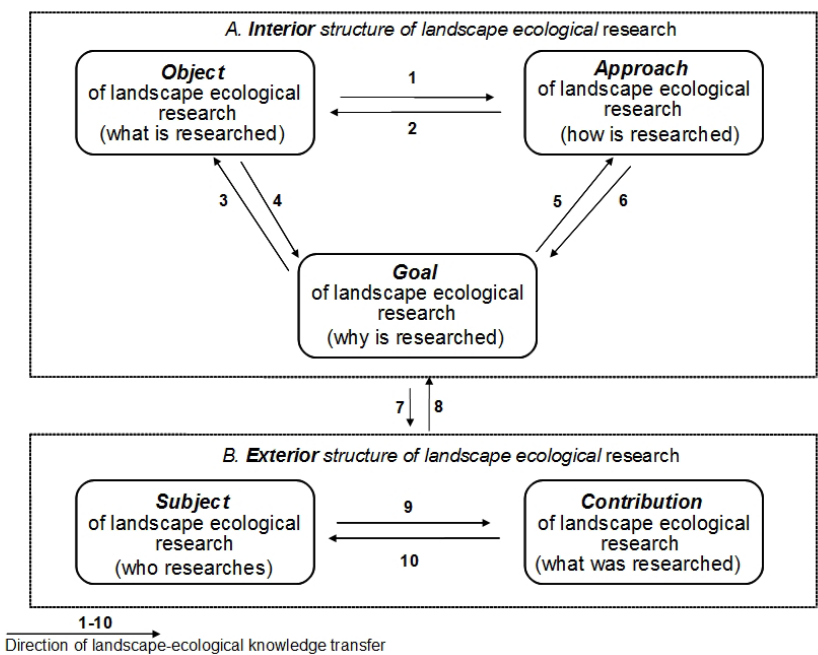 A. Interior structure of landscape ecological research
Object
of landscape ecological
research
(what is researched)
1
2
Approach
of landscape ecological
research
(how is researched)
3
4
5
6
Goal
of landscape ecological
research
(why is researched)
7
8
B. Exterior structure of landscape ecological research
Subject
of landscape ecological
research
(who researches)
9
10
Contribution
of landscape ecological
research
(what was researched)
1-10
Direction of landscape-ecological knowledge transfer